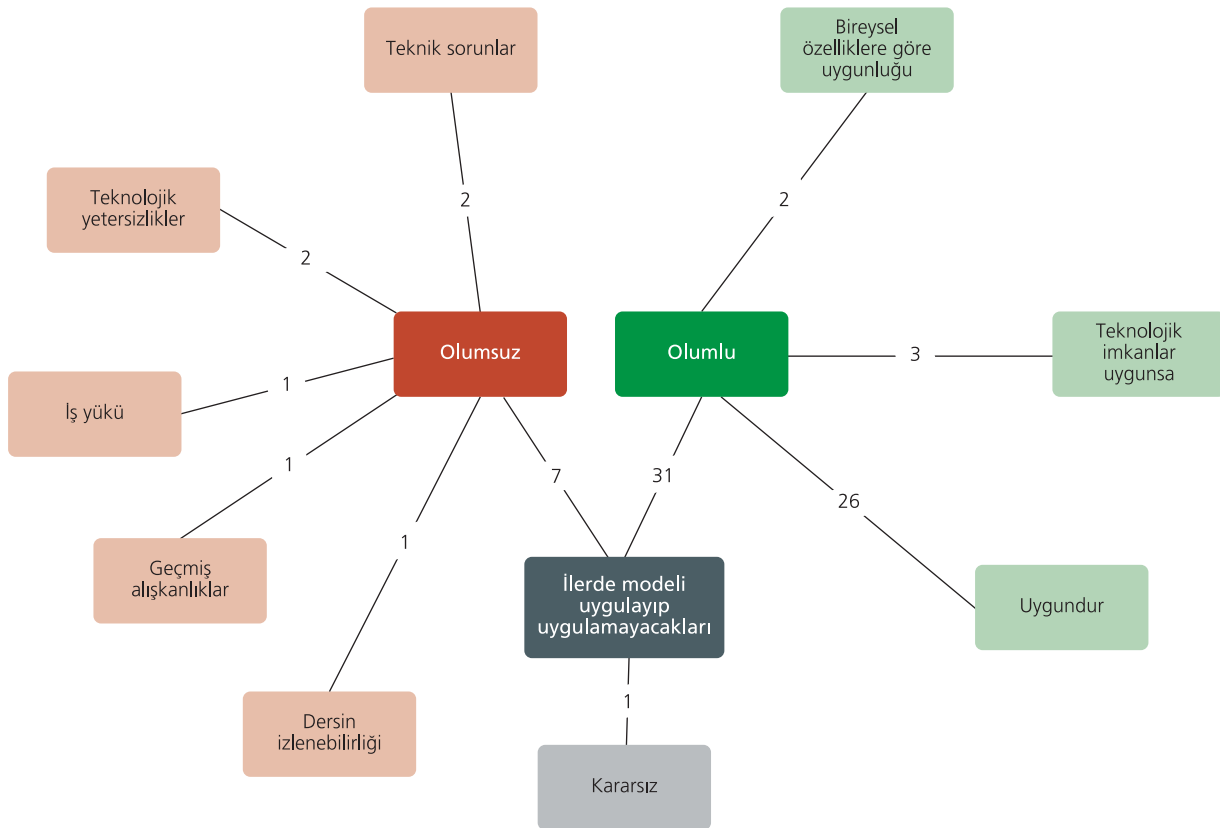 Teknik sorunlar
Bireysel
özelliklere göre
uygunluğu
Teknolojik
yetersizlikler
2
2
2
Olumsuz
Olumlu
3
Teknolojik
imkanlar
uygunsa
İş yükü
1
1
7
31
26
Geçmiş
alışkanlıklar
1
İlerde modeli
uygulayıp
uygulamayacakları
Uygundur
Dersin
izlenebilirliği
1
Kararsız